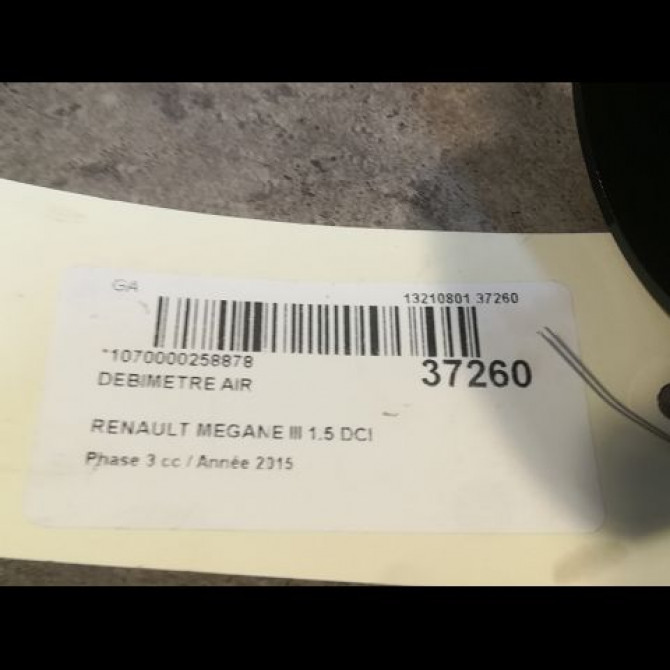 GA
13210801 37260
*1070000258878
37260
DEBIMETRE AIR
RENAULT MEGANE III 1.5 DCI
Phase 3 cc / Année 2015